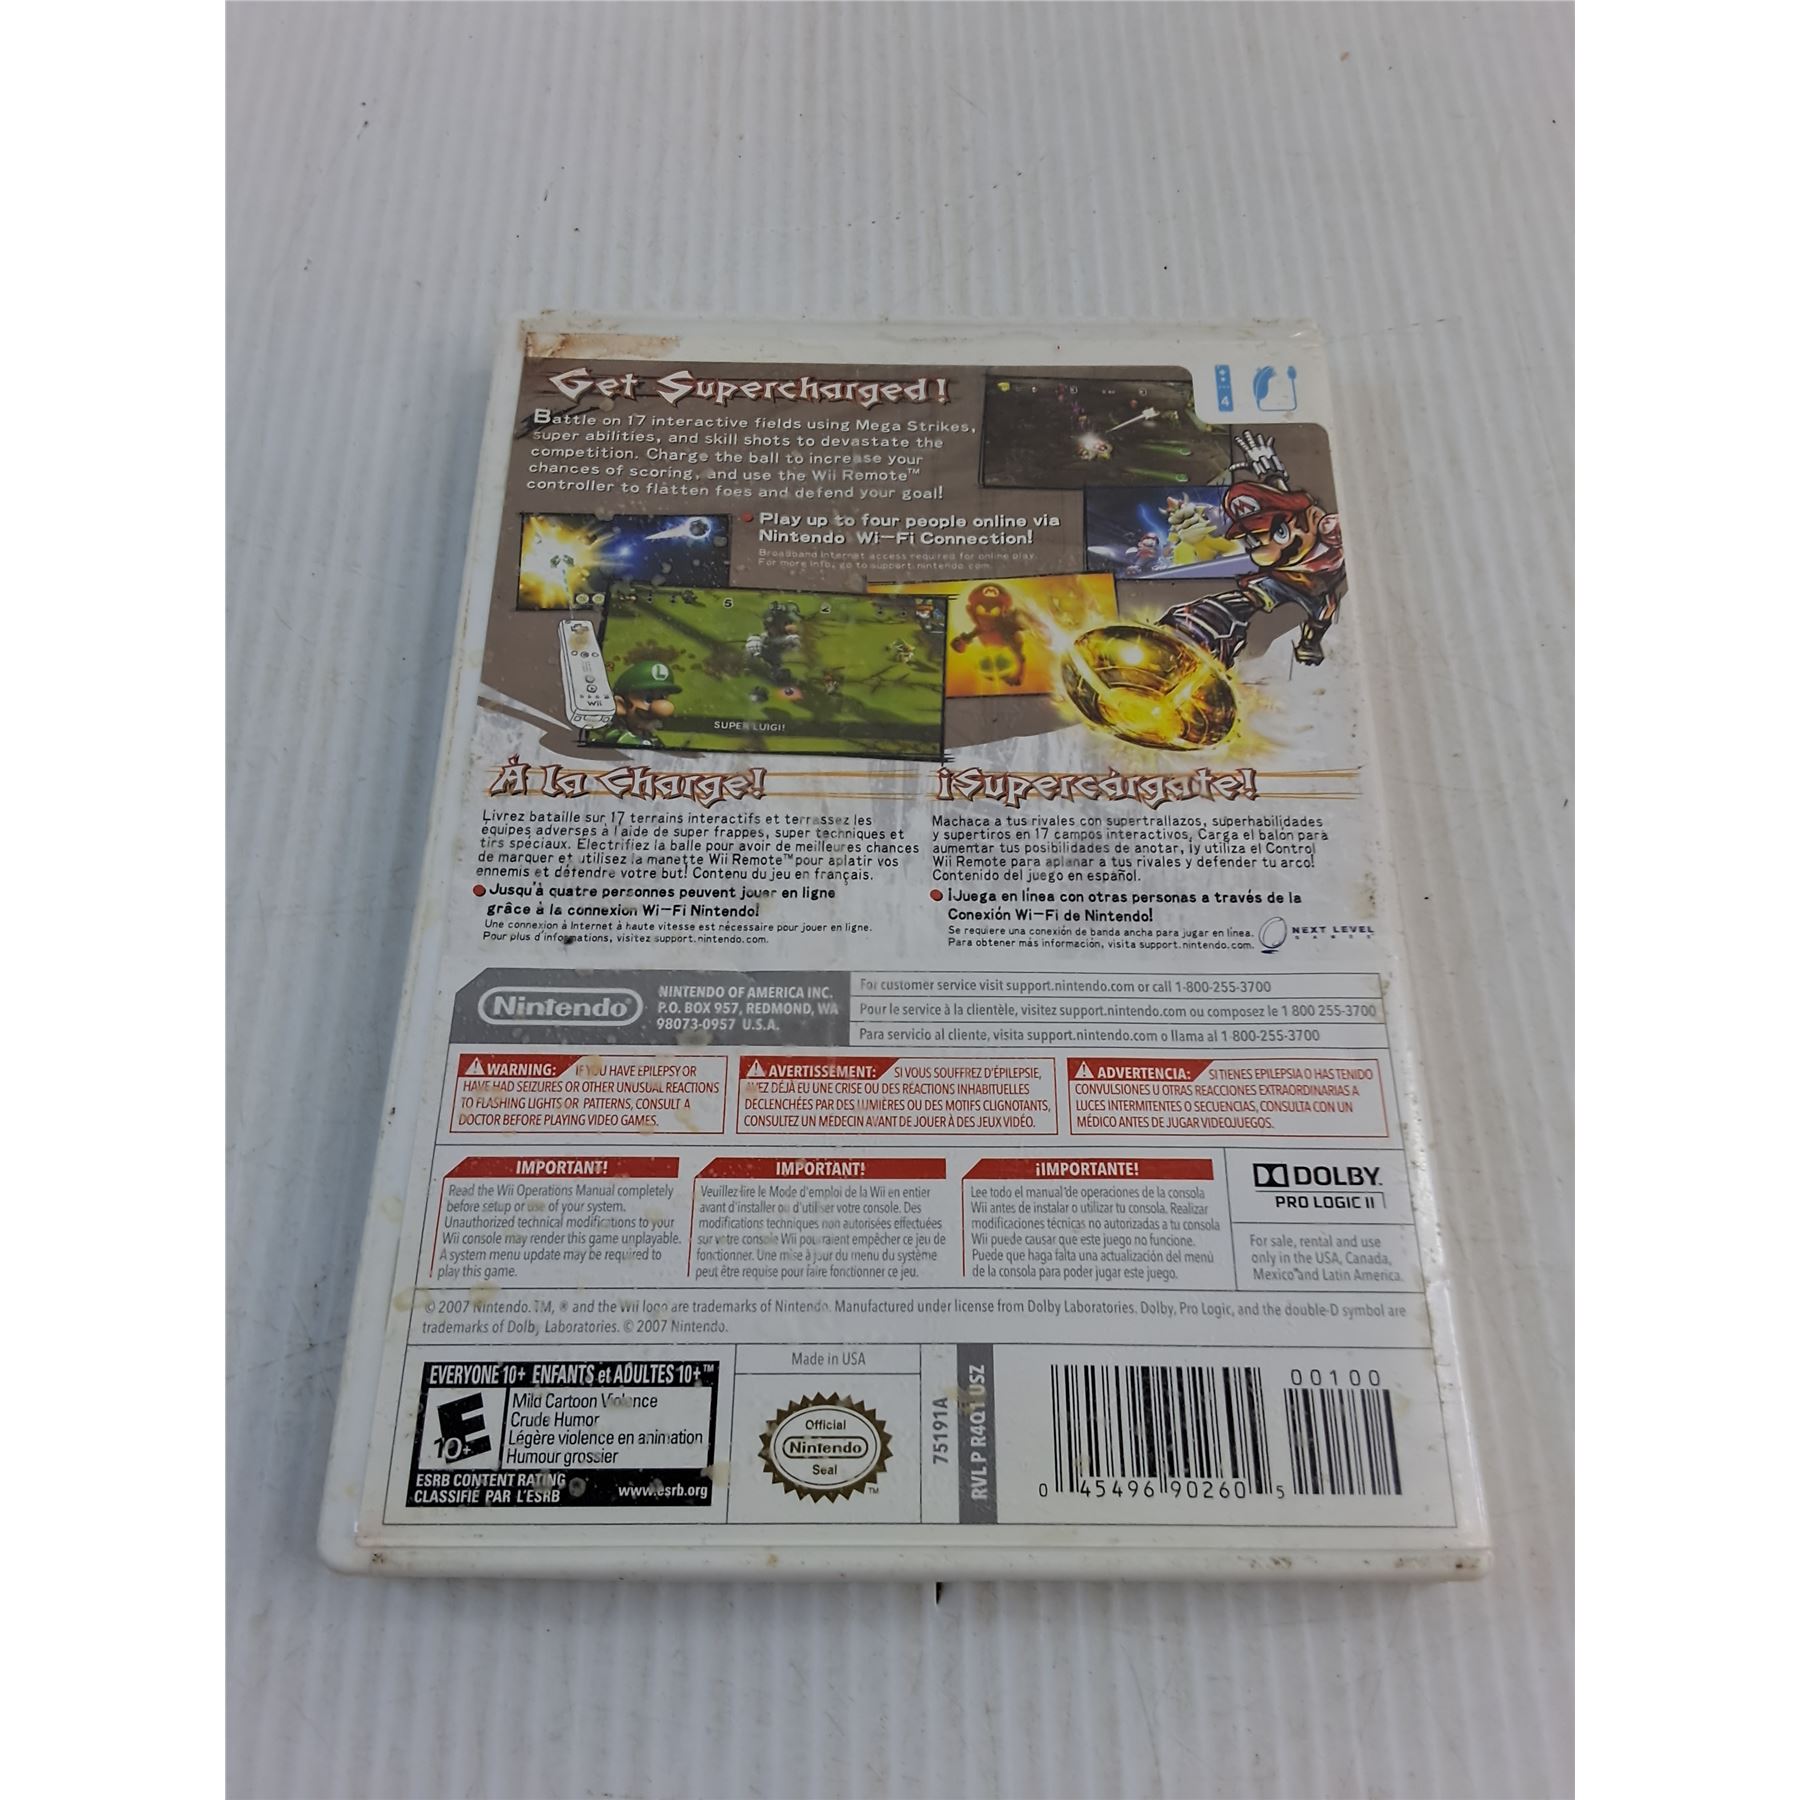 Get Supercharged!
Battle on 17 interactive fields using Mega Strikes,
super abilities, and skill shots to devastate the
competition. Charge the ball to increase your
chances of scoring, and use the Wii Remote™
controller to flatten foes and defend your goal!
4
Play up to four people online via
Nintendo Wi-Fi Connection!
Broadband Internet access required for online play.
For more info, go to support.nintendo.com.
5 2
Wii
L
SUPER LUIGI!
À la Charge!
Livrez bataille sur 17 terrains interactifs et terrassez les
équipes adverses à l'aide de super frappes, super techniques et
tirs spéciaux. Électrifiez la balle pour avoir de meilleures chances
de marquer et utilisez la manette Wii Remote™ pour aplatir vos
ennemis et défendre votre but! Contenu du jeu en français.
Jusqu'à quatre personnes peuvent jouer en ligne
grâce à la connexion Wi-Fi Nintendo!
Une connexion à Internet à haute vitesse est nécessaire pour jouer en ligne.
Pour plus d'informations, visitez support.nintendo.com.
¡Supercárgate!
Machaca a tus rivales con supertrallazos, superhabilidades
y supertiros en 17 campos interactivos. Carga el balón para
aumentar tus posibilidades de anotar, ¡y utiliza el Control
Wii Remote para aplanar a tus rivales y defender tu arco!
Contenido del juego en español.
¡Juega en línea con otras personas a través de la
Conexión Wi-Fi de Nintendo!
Se requiere una conexión de banda ancha para jugar en línea.
Para obtener más información, visita support.nintendo.com.
NEXT LEVEL
GAMES
Nintendo®
NINTENDO OF AMERICA INC.
P.O. BOX 957, REDMOND, WA
98073-0957 U.S.A.
For customer service visit support.nintendo.com or call 1-800-255-3700
Pour le service à la clientèle, visitez support.nintendo.com ou composez le 1 800 255-3700
Para servicio al cliente, visita support.nintendo.com o llama al 1-800-255-3700
WARNING: IF YOU HAVE EPILEPSY OR
HAVE HAD SEIZURES OR OTHER UNUSUAL REACTIONS
TO FLASHING LIGHTS OR PATTERNS, CONSULT A
DOCTOR BEFORE PLAYING VIDEO GAMES.
AVERTISSEMENT: SI VOUS SOUFFREZ D'ÉPILEPSIE,
AVEZ DÉJÀ EU UNE CRISE OU DES RÉACTIONS INHABITUELLES
DÉCLENCHÉES PAR DES LUMIÈRES OU DES MOTIFS CLIGNOTANTS,
CONSULTEZ UN MÉDECIN AVANT DE JOUER À DES JEUX VIDÉO.
ADVERTENCIA: SI TIENES EPILEPSIA O HAS TENIDO
CONVULSIONES U OTRAS REACCIONES EXTRAORDINARIAS A
LUCES INTERMITENTES O SECUENCIAS, CONSULTA CON UN
MÉDICO ANTES DE JUGAR VIDEOJUEGOS.
IMPORTANT!
Read the Wii Operations Manual completely
before setup or use of your system.
Unauthorized technical modifications to your
Wii console may render this game unplayable.
A system menu update may be required to
play this game.
IMPORTANT!
Veuillez lire le Mode d'emploi de la Wii en entier
avant d'installer ou d'utiliser votre console. Des
modifications techniques non autorisées effectuées
sur votre console Wii pourraient empêcher ce jeu de
fonctionner. Une mise à jour du menu du système
peut être requise pour faire fonctionner ce jeu.
¡IMPORTANTE!
Lee todo el manual de operaciones de la consola
Wii antes de instalar o utilizar tu consola. Realizar
modificaciones técnicas no autorizadas a tu consola
Wii puede causar que este juego no funcione.
Puede que haga falta una actualización del menú
de la consola para poder jugar este juego.
DOLBY.
PRO LOGIC II
For sale, rental and use
only in the USA, Canada,
Mexico and Latin America.
© 2007 Nintendo. TM, ® and the Wii logo are trademarks of Nintendo. Manufactured under license from Dolby Laboratories. Dolby, Pro Logic, and the double-D symbol are
trademarks of Dolby Laboratories. © 2007 Nintendo.
EVERYONE 10+ ENFANTS et ADULTES 10+™
E
10+
Mild Cartoon Violence
Crude Humor
Légère violence en animation
Humour grossier
ESRB CONTENT RATING
CLASSIFIÉ PAR L'ESRB
www.esrb.org
Made in USA
Official
Nintendo
Seal
TM
75191A
RVL P R4Q1 USZ
00100
0 45496 90260 5